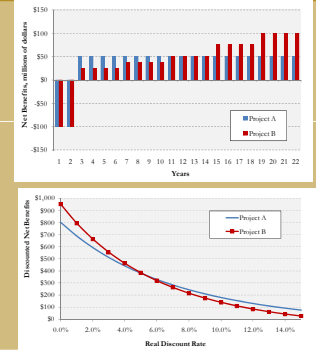 Net Benefits, millions of dollars
$150
$100
$50
$0
-$50
-$100
-$150
Project A
Project B
1 2 3 4 5 6 7 8 9 10 11 12 13 14 15 16 17 18 19 20 21 22
Years
Discounted Net Benefits
$1,000
$900
$800
$700
$600
$500
$400
$300
$200
$100
$0
Project A
Project B
0.0% 2.0% 4.0% 6.0% 8.0% 10.0% 12.0% 14.0%
Real Discount Rate